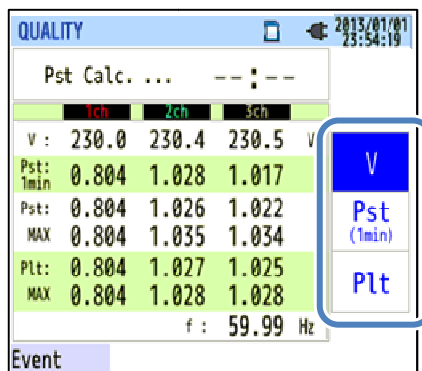 QUALITY 2013/01/01
23:54:19
Pst Calc. ... --:--
1ch 2ch 3ch
V : 230.0 230.4 230.5 V
Pst:
1min 0.804 1.028 1.017
Pst: 0.804 1.026 1.022
MAX 0.804 1.035 1.034
Plt: 0.804 1.027 1.025
MAX 0.804 1.028 1.028
f : 59.99 Hz
V
Pst
(1min)
Plt
Event